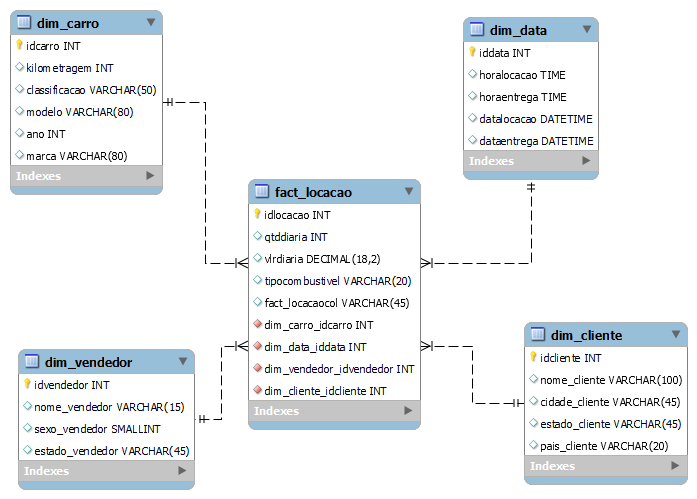 dim_carro
idcarro INT
kilometragem INT
classificacao VARCHAR(50)
modelo VARCHAR(80)
ano INT
marca VARCHAR(80)
Indexes
dim_data
iddata INT
horalocacao TIME
horaentrega TIME
datalocacao DATETIME
dataentrega DATETIME
Indexes
fact_locacao
idlocacao INT
qtddiaria INT
vlrdiaria DECIMAL(18,2)
tipocombustivel VARCHAR(20)
fact_locacaocol VARCHAR(45)
dim_carro_idcarro INT
dim_data_iddata INT
dim_vendedor_idvendedor INT
dim_cliente_idcliente INT
Indexes
dim_vendedor
idvendedor INT
nome_vendedor VARCHAR(15)
sexo_vendedor SMALLINT
estado_vendedor VARCHAR(45)
Indexes
dim_cliente
idcliente INT
nome_cliente VARCHAR(100)
cidade_cliente VARCHAR(45)
estado_cliente VARCHAR(45)
pais_cliente VARCHAR(20)
Indexes